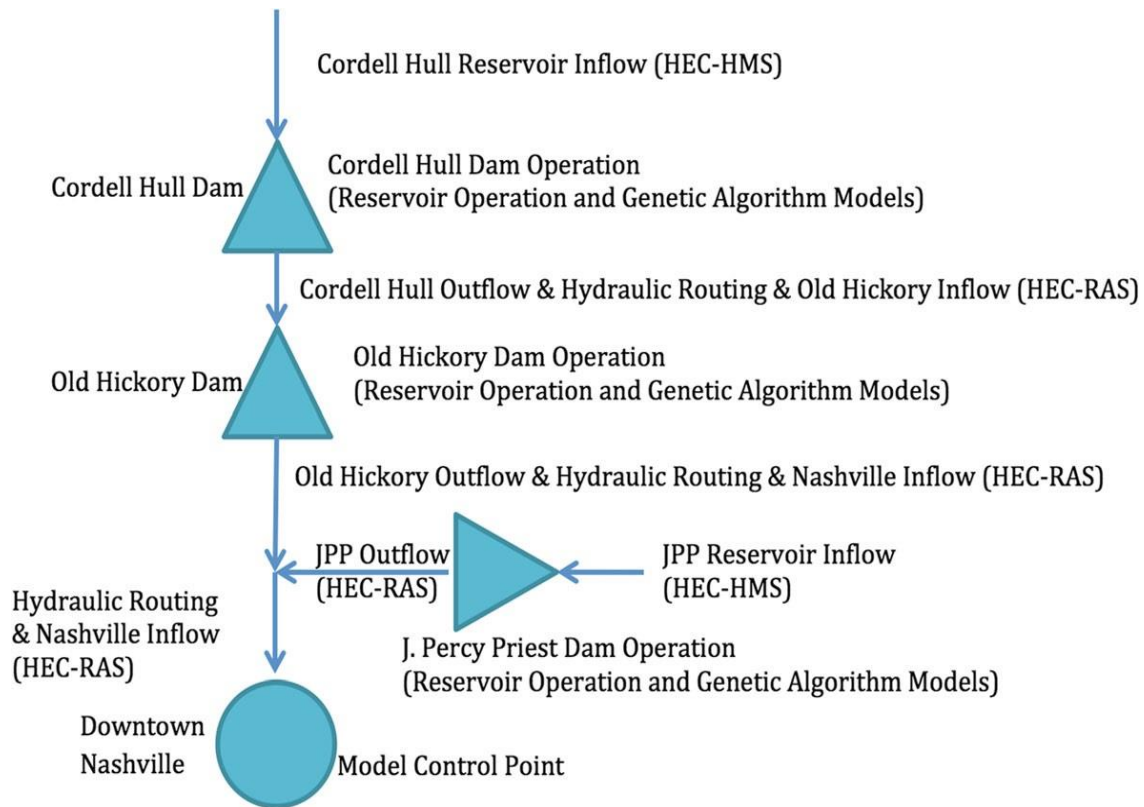 Cordell Hull Reservoir Inflow (HEC-HMS)
Cordell Hull Dam
Cordell Hull Dam Operation
(Reservoir Operation and Genetic Algorithm Models)
Cordell Hull Outflow & Hydraulic Routing & Old Hickory Inflow (HEC-RAS)
Old Hickory Dam
Old Hickory Dam Operation
(Reservoir Operation and Genetic Algorithm Models)
Old Hickory Outflow & Hydraulic Routing & Nashville Inflow (HEC-RAS)
JPP Outflow
(HEC-RAS)
JPP Reservoir Inflow
(HEC-HMS)
J. Percy Priest Dam Operation
(Reservoir Operation and Genetic Algorithm Models)
Hydraulic Routing
& Nashville Inflow
(HEC-RAS)
Downtown
Nashville
Model Control Point